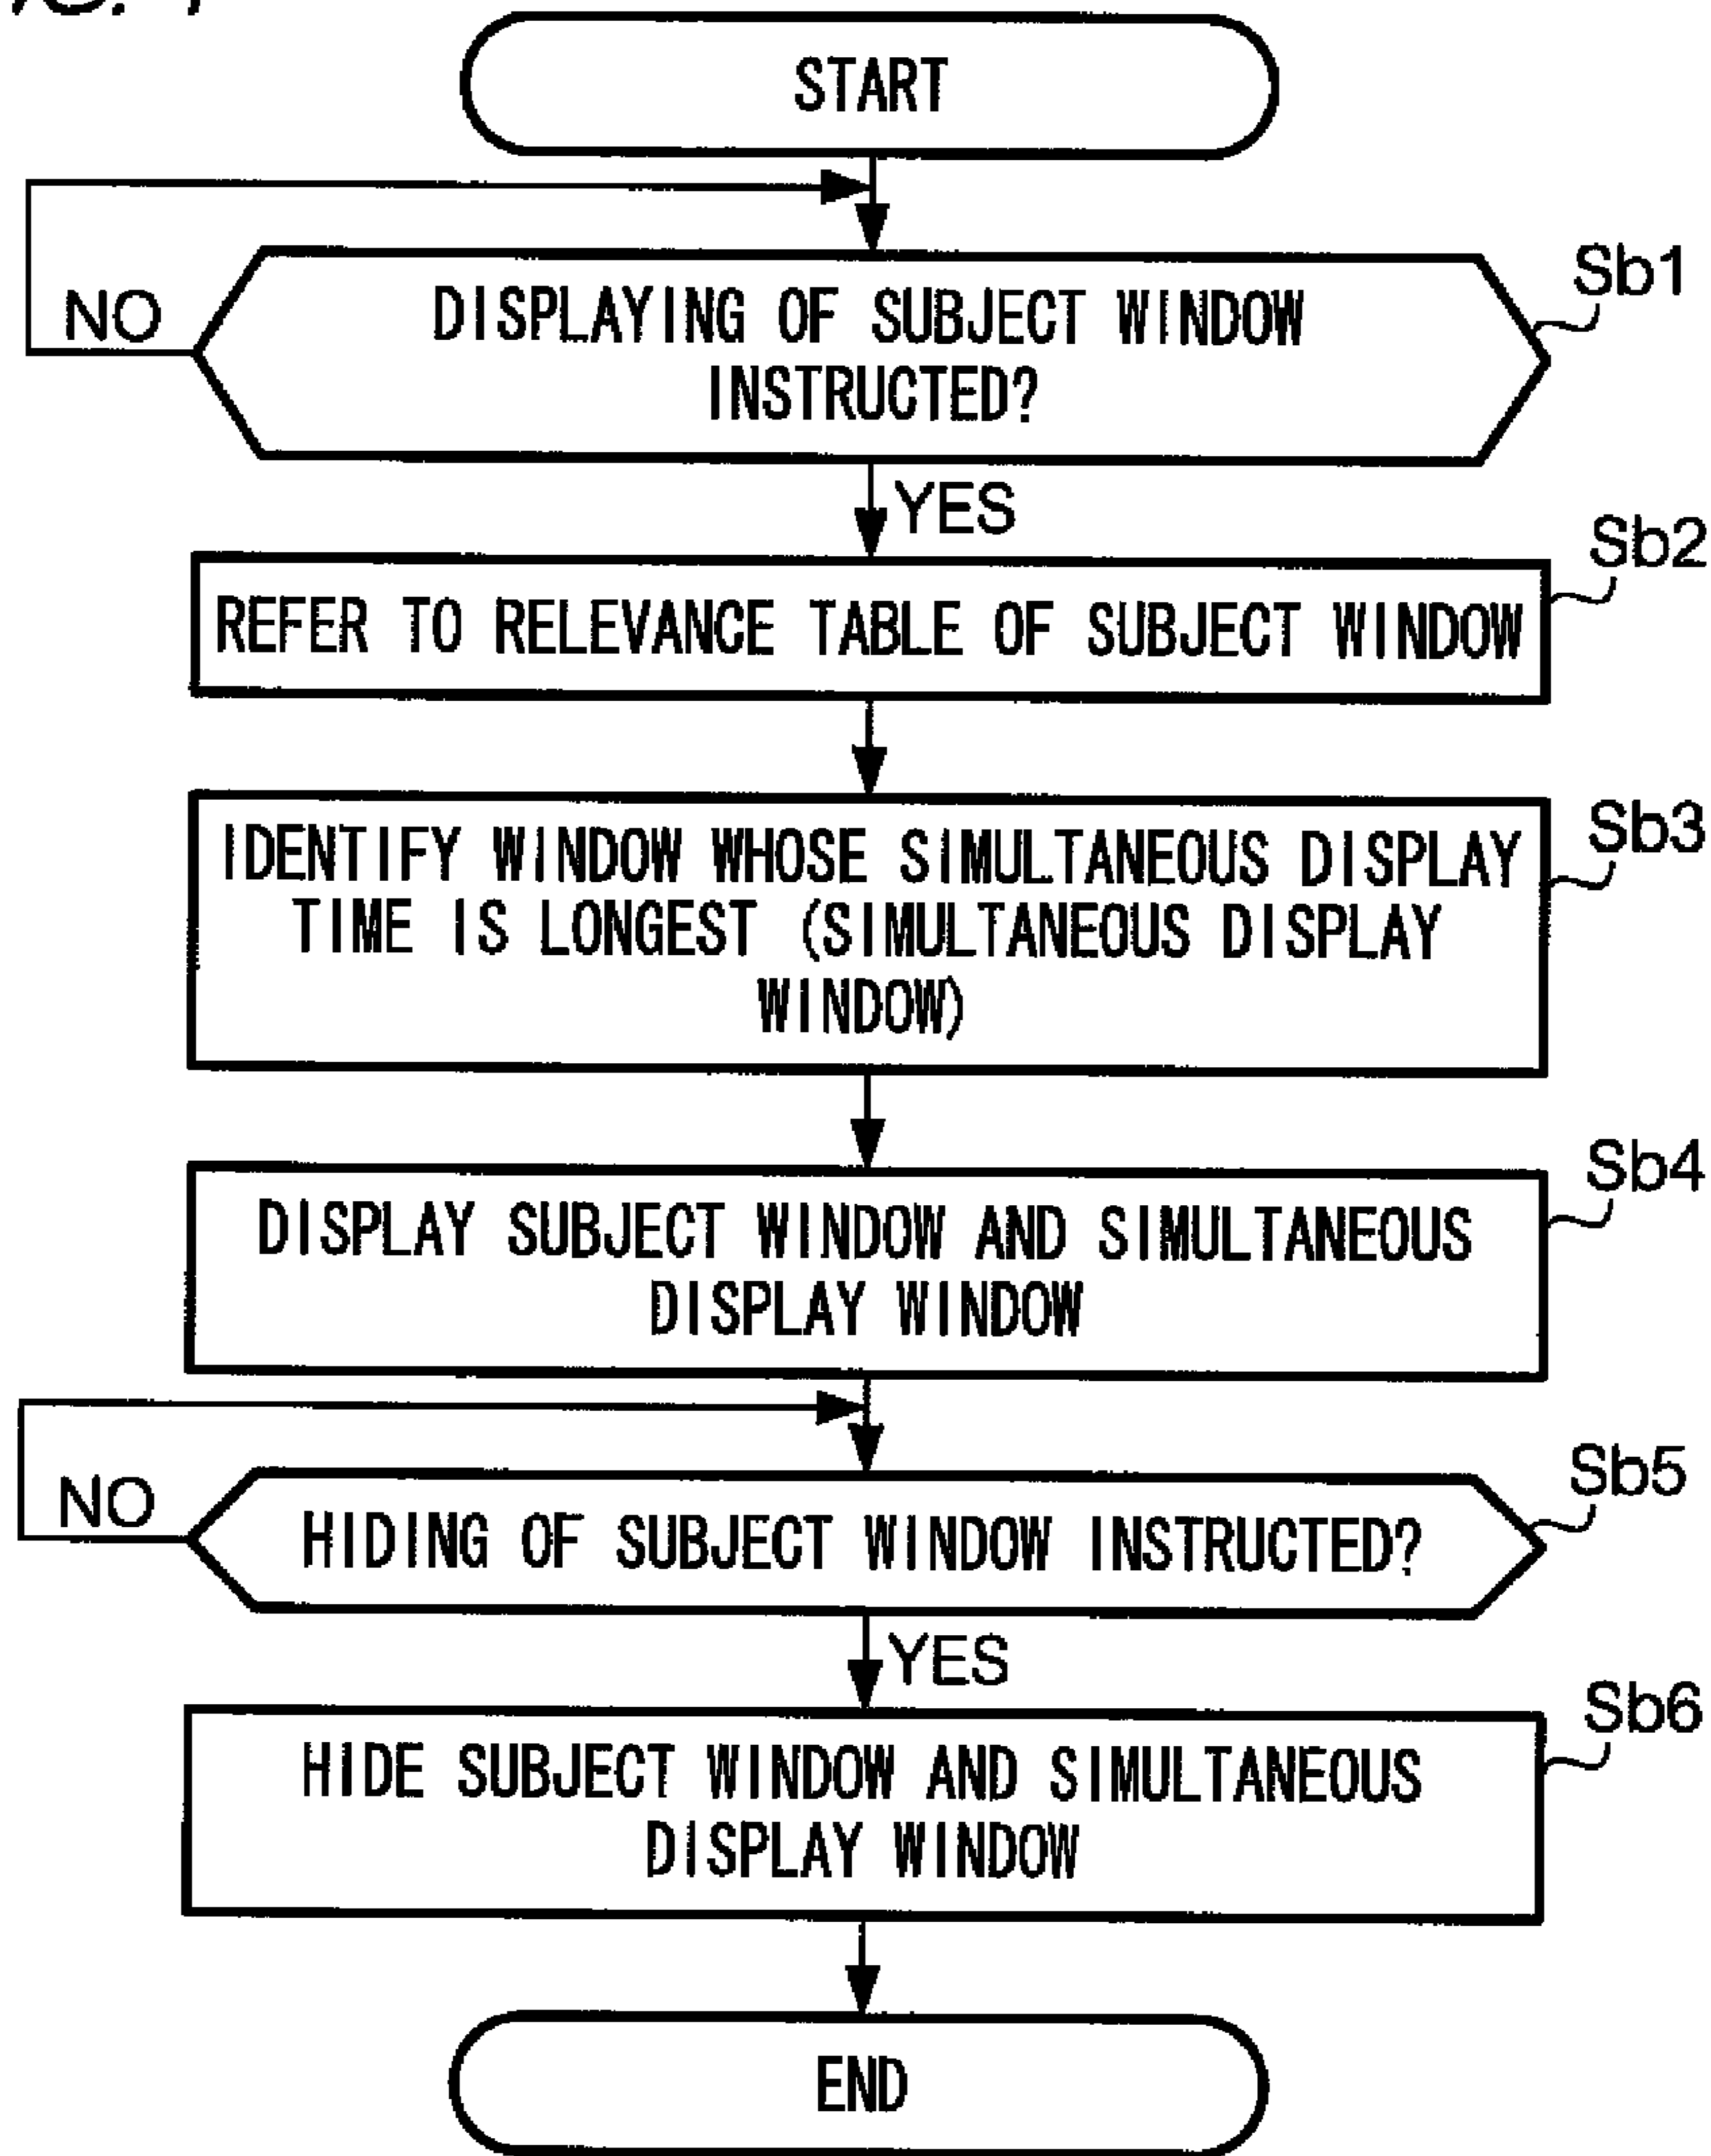 START
Sb1
NO
DISPLAYING OF SUBJECT WINDOW
INSTRUCTED?
YES
Sb2
REFER TO RELEVANCE TABLE OF SUBJECT WINDOW
Sb3
IDENTIFY WINDOW WHOSE SIMULTANEOUS DISPLAY
TIME IS LONGEST (SIMULTANEOUS DISPLAY
WINDOW)
Sb4
DISPLAY SUBJECT WINDOW AND SIMULTANEOUS
DISPLAY WINDOW
Sb5
NO
HIDING OF SUBJECT WINDOW INSTRUCTED?
YES
Sb6
HIDE SUBJECT WINDOW AND SIMULTANEOUS
DISPLAY WINDOW
END